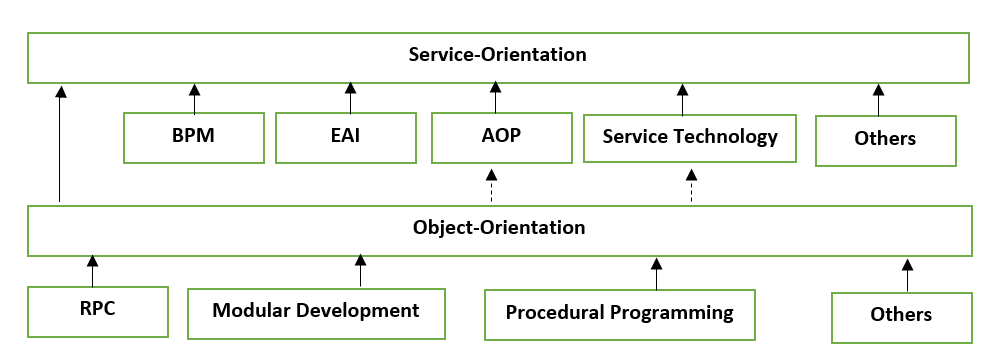 Service-Orientation
BPM
EAI
AOP
Service Technology
Others
Object-Orientation
RPC
Modular Development
Procedural Programming
Others